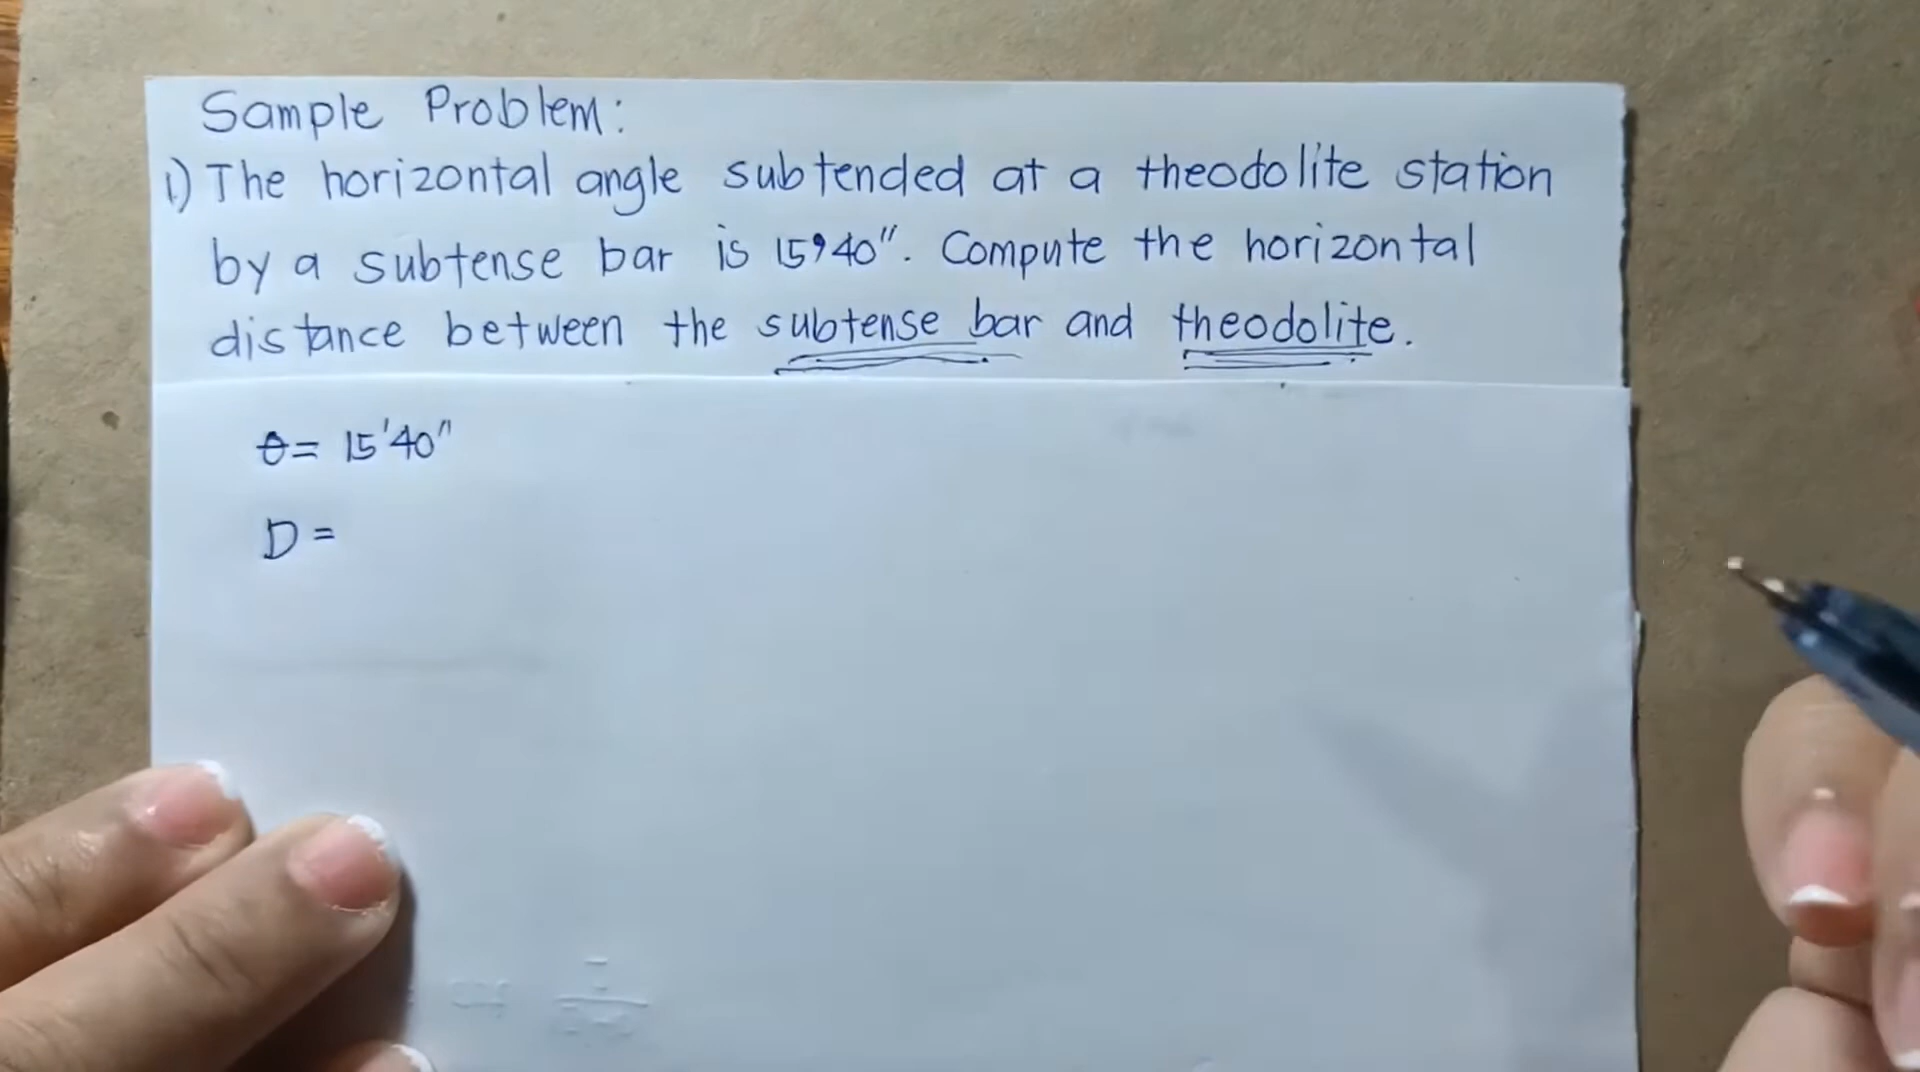 Sample Problem:
1.) The horizontal angle subtended at a theodolite station
by a subtense bar is 15'40". Compute the horizontal
distance between the subtense bar and theodolite.
θ= 15'40"
D =